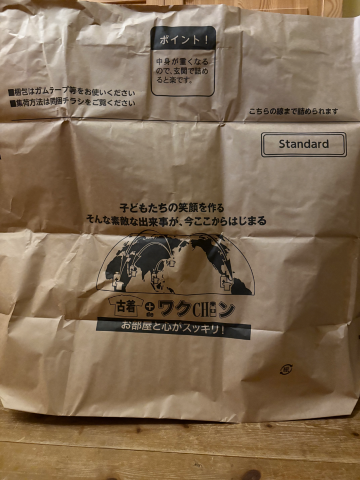 ポイント!
中身が重くなる
ので、玄関で詰め
ると楽です。
■梱包はガムテープ等をお使いください
■集荷方法は同梱チラシをご覧ください
こちらの線まで詰められます
Standard
子どもたちの笑顔を作る
そんな素敵な出来事が、今ここからはじまる
古着 de ワクチン
お部屋と心がスッキリ!